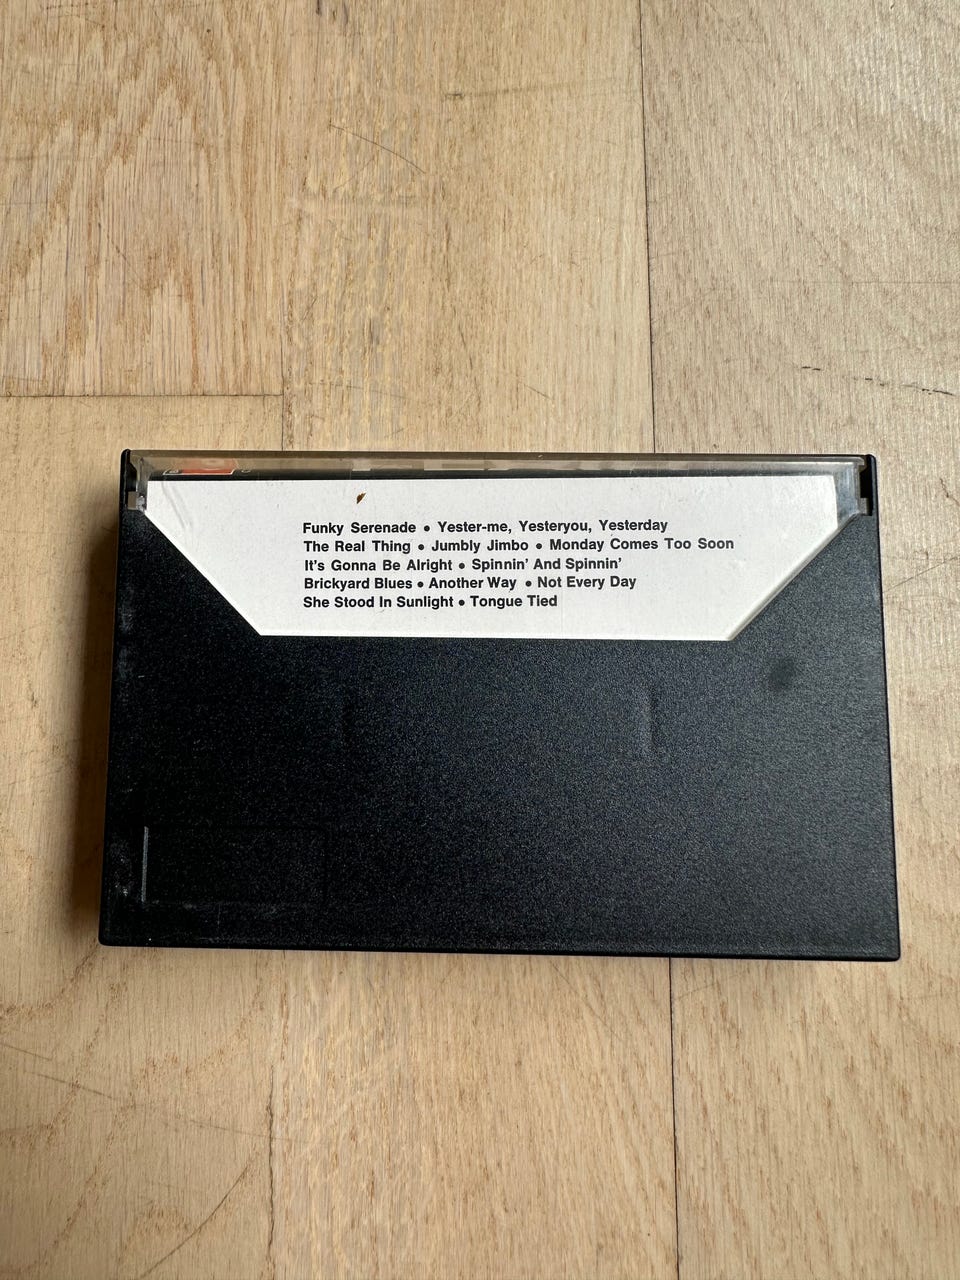 Funky Serenade • Yester-me, Yesteryou, Yesterday
The Real Thing • Jumbly Jimbo • Monday Comes Too Soon
It's Gonna Be Alright • Spinnin' And Spinnin'
Brickyard Blues • Another Way • Not Every Day
She Stood In Sunlight • Tongue Tied